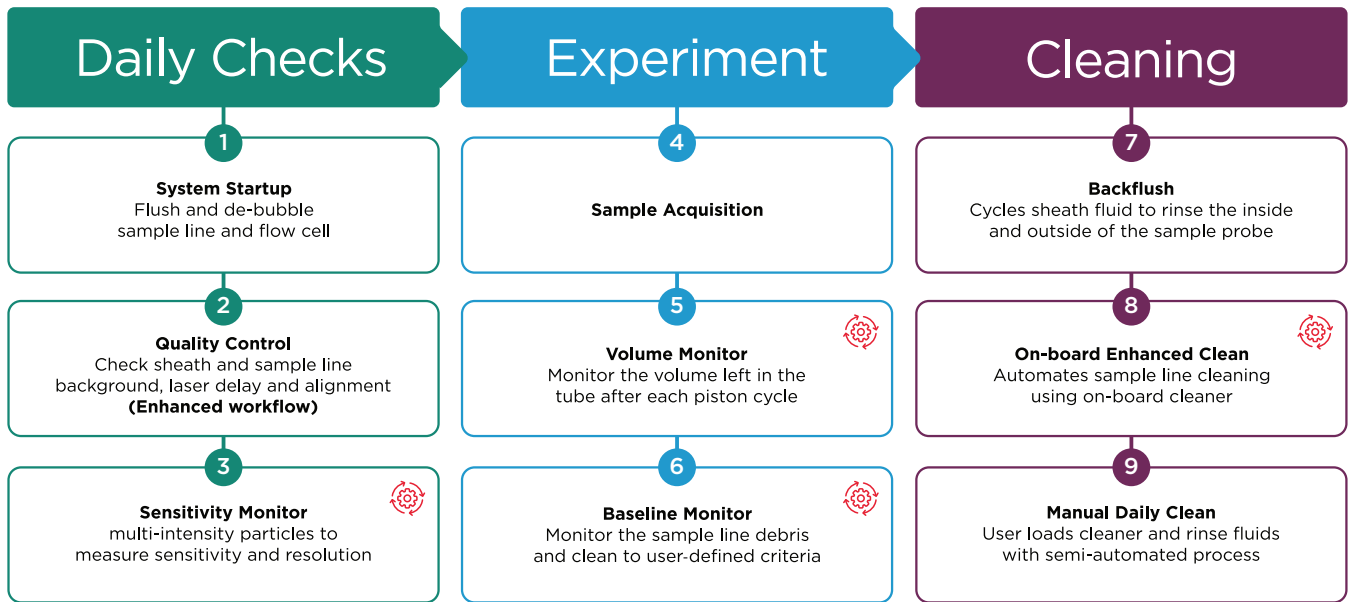 Daily Checks
1
System Startup
Flush and de-bubble
sample line and flow cell
2
Quality Control
Check sheath and sample line
background, laser delay and alignment
(Enhanced workflow)
3
Sensitivity Monitor
multi-intensity particles to
measure sensitivity and resolution
Experiment
4
Sample Acquisition
5
Volume Monitor
Monitor the volume left in the
tube after each piston cycle
6
Baseline Monitor
Monitor the sample line debris
and clean to user-defined criteria
Cleaning
7
Backflush
Cycles sheath fluid to rinse the inside
and outside of the sample probe
8
On-board Enhanced Clean
Automates sample line cleaning
using on-board cleaner
9
Manual Daily Clean
User loads cleaner and rinse fluids
with semi-automated process